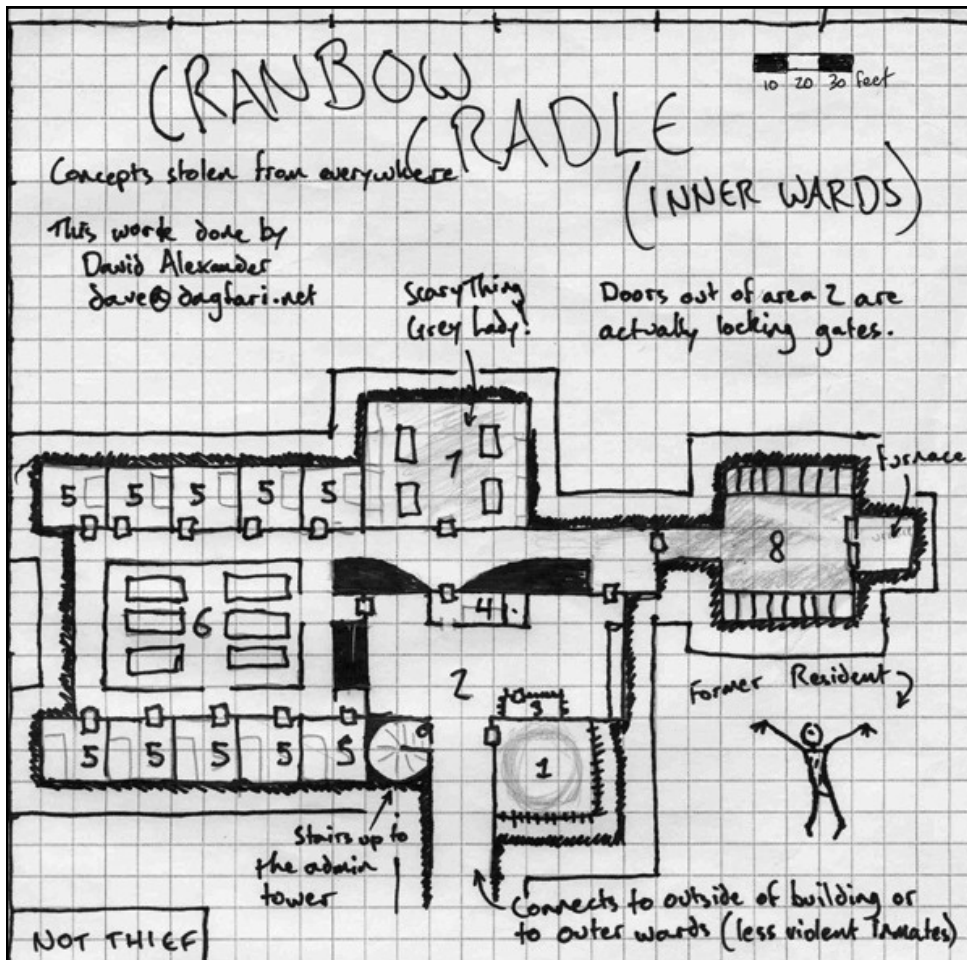 CRANBOW
CRADLE
(INNER WARDS)
10 20 30 feet
Concepts stolen from everywhere
This work done by
David Alexander
dave@dagfari.net
Scary Thing
Grey Lady!
Doors out of area 2 are
actually locking gates.
Furnace
5 5 5 5 5
7
8
6
4
2
3
1
9
5 5 5 5 5
Former Resident
Stairs up to
the admin
tower
Connects to outside of building or
to outer wards (less violent inmates)
NOT THIEF